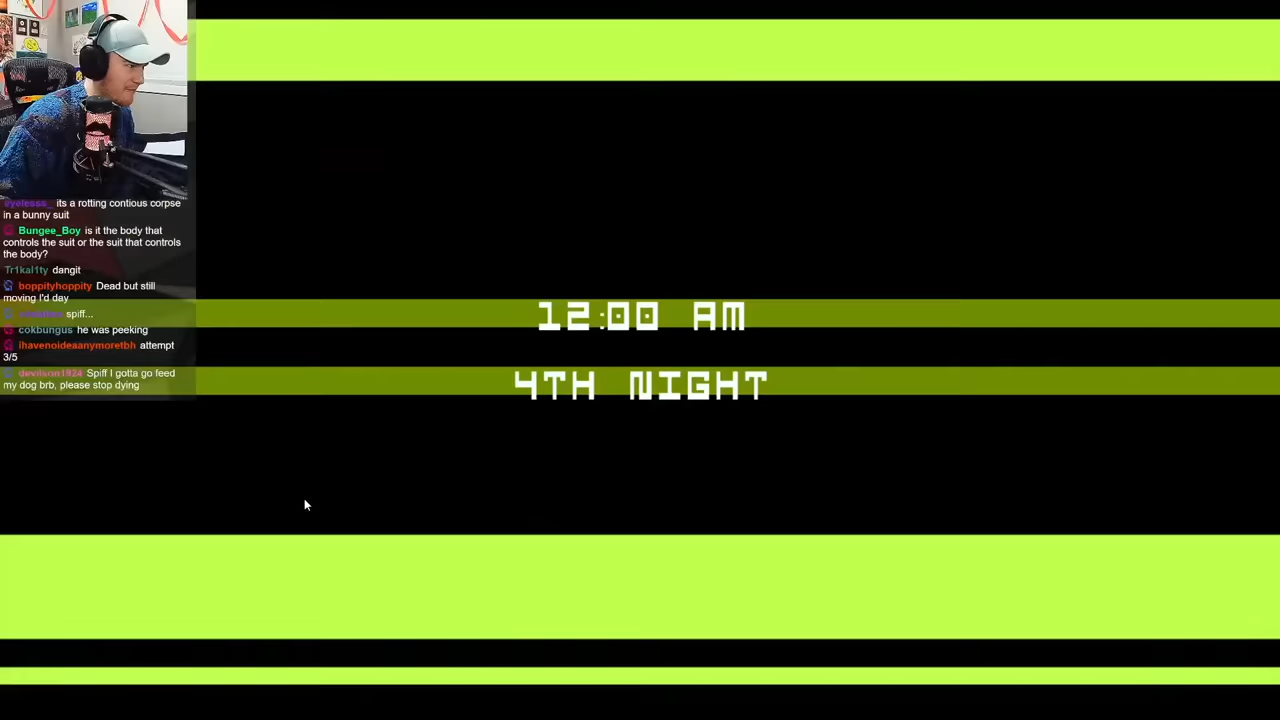 its a rotting contious corpse
in a bunny suit
Bungee_Boy is it the body that
controls the suit or the suit that controls
the body?
Tr1kal1ty dangit
boppityhoppity Dead but still
moving I'd day
spiff...
cokbungus he was peeking
ihavenoideaanymoretbh attempt
3/5
devilson1924 Spiff I gotta go feed
my dog brb, please stop dying
12:00 AM
4TH NIGHT